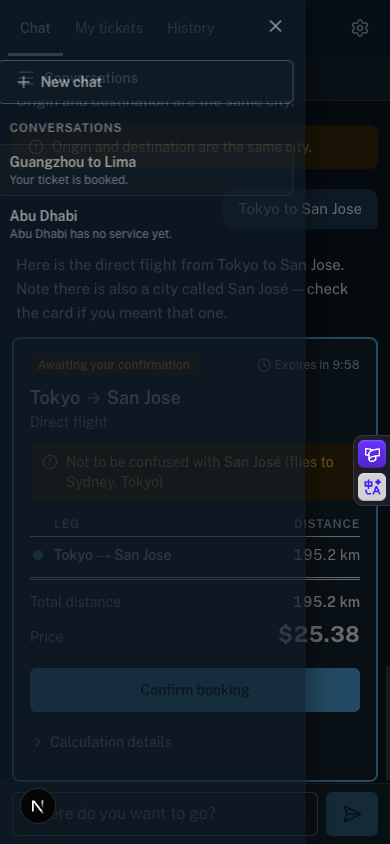 Chat
My tickets
History
Conversations
New chat
Origin and destination are the same city.
CONVERSATIONS
Origin and destination are the same city.
Guangzhou to Lima
Your ticket is booked.
Tokyo to San Jose
Abu Dhabi
Abu Dhabi has no service yet.
Here is the direct flight from Tokyo to San Jose.
Note there is also a city called San José — check
the card if you meant that one.
Awaiting your confirmation
Expires in 9:58
Tokyo → San Jose
Direct flight
Not to be confused with San José (flies to
Sydney, Tokyo)
LEG
DISTANCE
Tokyo → San Jose
195.2 km
Total distance
195.2 km
Price
$25.38
Confirm booking
Calculation details
N
ere do you want to go?